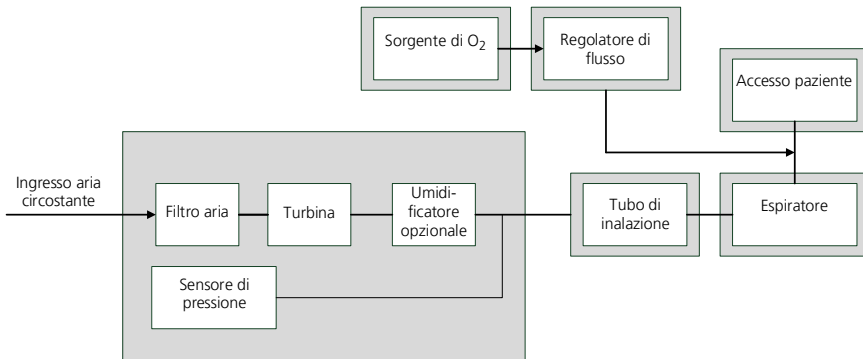 Sorgente di O2
Regolatore di
flusso
Accesso paziente
Ingresso aria
circostante
Filtro aria
Turbina
Umidi-
ificatore
opzionale
Tubo di
inalazione
Espiratore
Sensore di
pressione